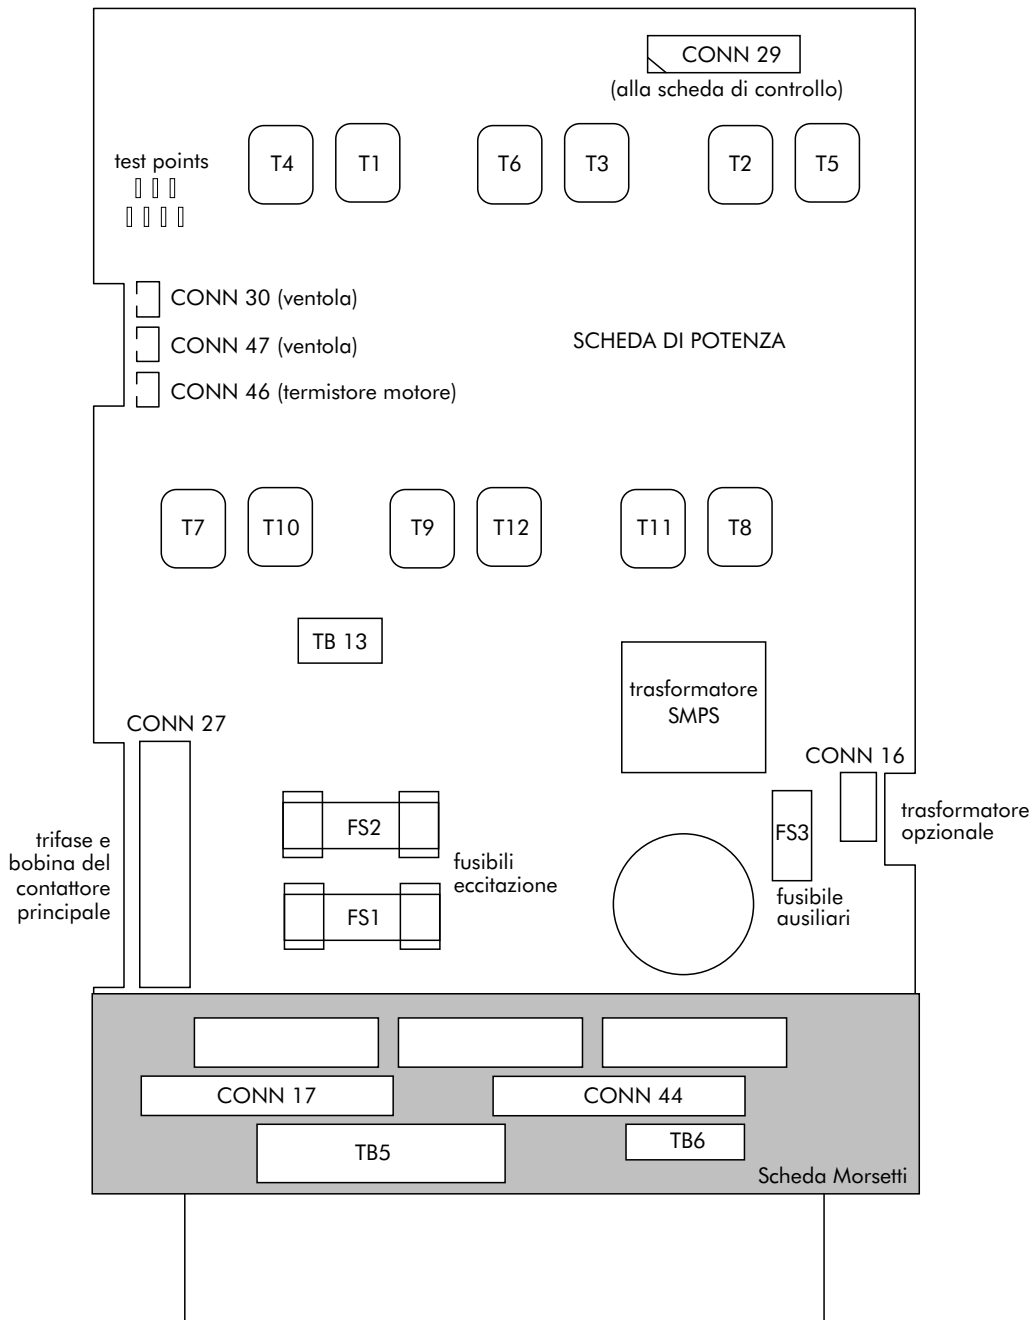 CONN 29
(alla scheda di controllo)
test points
T4
T1
T6
T3
T2
T5
CONN 30 (ventola)
CONN 47 (ventola)
SCHEDA DI POTENZA
CONN 46 (termistore motore)
T7
T10
T9
T12
T11
T8
TB 13
trasformatore
SMPS
CONN 27
CONN 16
trifase e
bobina del
contattore
principale
FS2
FS1
fusibili
eccitazione
FS3
fusibile
ausiliari
trasformatore
opzionale
CONN 17
CONN 44
TB5
TB6
Scheda Morsetti